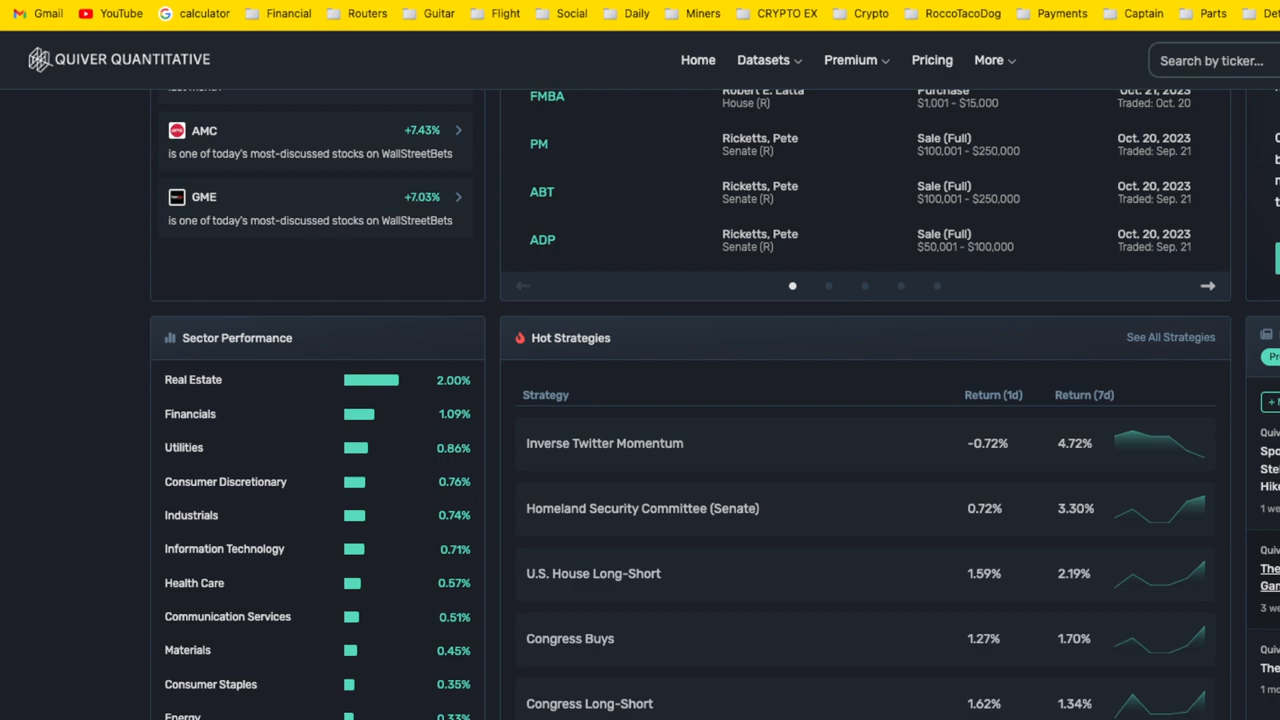 Gmail YouTube calculator Financial Routers Guitar Flight Social Daily Miners CRYPTO EX Crypto RoccoTacoDog Payments Captain Parts
QUIVER QUANTITATIVE
Home Datasets Premium Pricing More
Search by ticker...
AMC +7.43%
is one of today's most-discussed stocks on WallStreetBets
GME +7.03%
is one of today's most-discussed stocks on WallStreetBets
FMBA Robert E. Latta Purchase Oct. 21, 2023
House (R) $1,001 - $15,000 Traded: Oct. 20
PM Ricketts, Pete Sale (Full) Oct. 20, 2023
Senate (R) $100,001 - $250,000 Traded: Sep. 21
ABT Ricketts, Pete Sale (Full) Oct. 20, 2023
Senate (R) $100,001 - $250,000 Traded: Sep. 21
ADP Ricketts, Pete Sale (Full) Oct. 20, 2023
Senate (R) $50,001 - $100,000 Traded: Sep. 21
Sector Performance
Real Estate 2.00%
Financials 1.09%
Utilities 0.86%
Consumer Discretionary 0.76%
Industrials 0.74%
Information Technology 0.71%
Health Care 0.57%
Communication Services 0.51%
Materials 0.45%
Consumer Staples 0.35%
Energy 0.33%
Hot Strategies See All Strategies
Strategy Return (1d) Return (7d)
Inverse Twitter Momentum -0.72% 4.72%
Homeland Security Committee (Senate) 0.72% 3.30%
U.S. House Long-Short 1.59% 2.19%
Congress Buys 1.27% 1.70%
Congress Long-Short 1.62% 1.34%
The